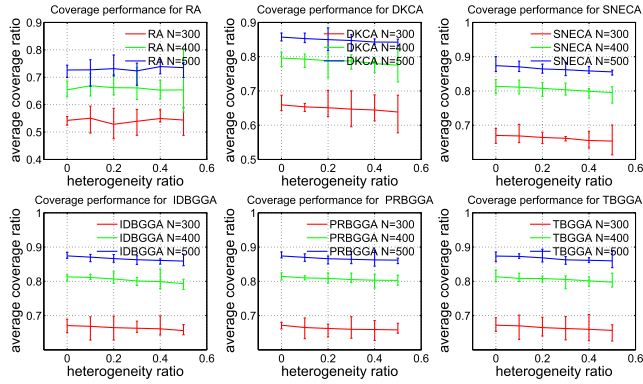 Coverage performance for RA
average coverage ratio
0.9
0.8
0.7
0.6
0.5
0.4
RA N=300
RA N=400
RA N=500
0 0.2 0.4 0.6
heterogeneity ratio
Coverage performance for DKCA
average coverage ratio
1
0.9
0.8
0.7
0.6
0.5
DKCA N=300
DKCA N=400
DKCA N=500
0 0.2 0.4 0.6
heterogeneity ratio
Coverage performance for SNECA
average coverage ratio
1
0.9
0.8
0.7
SNECA N=300
SNECA N=400
SNECA N=500
0 0.2 0.4 0.6
heterogeneity ratio
Coverage performance for IDBGGA
average coverage ratio
1
0.9
0.8
0.7
IDBGGA N=300
IDBGGA N=400
IDBGGA N=500
0 0.2 0.4 0.6
heterogeneity ratio
Coverage performance for PRBGGA
average coverage ratio
1
0.9
0.8
0.7
PRBGGA N=300
PRBGGA N=400
PRBGGA N=500
0 0.2 0.4 0.6
heterogeneity ratio
Coverage performance for TBGGA
average coverage ratio
1
0.9
0.8
0.7
TBGGA N=300
TBGGA N=400
TBGGA N=500
0 0.2 0.4 0.6
heterogeneity ratio